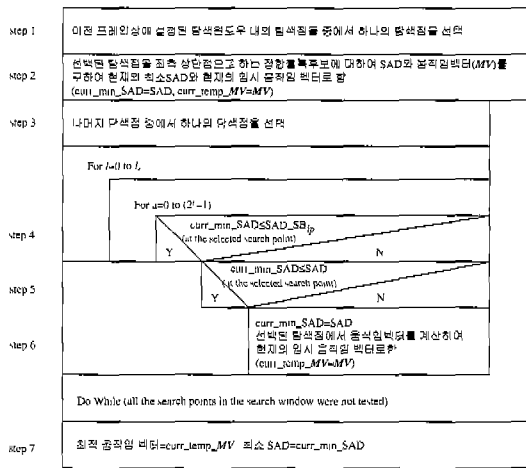 step 1
이전 프레임상에 설정된 탐색윈도우 내의 탐색점들 중에서 하나의 탐색점을 선택
step 2
선택된 탐색점을 좌측 상단점으로 하는 정합블록후보에 대하여 SAD와 움직임벡터(MV)를
구하여 현재의 최소SAD와 현재의 임시 움직임 벡터로 함
(curr_min_SAD=SAD, curr_temp_MV=MV)
step 3
나머지 탐색점 중에서 하나의 탐색점을 선택
For l=0 to l
For u=0 to (2^l−1)
step 4
curr_min_SAD≤SAD_SB_lp
(at the selected search point)
Y
N
step 5
curr_min_SAD≤SAD
(at the selected search point)
Y
N
step 6
curr_min_SAD=SAD
선택된 탐색점에서 움직임벡터를 계산하여
현재의 임시 움직임 벡터로함
(curr_temp_MV=MV)
Do While (all the search points in the search window were not tested)
step 7
최적 움직임 벡터=curr_temp_MV 최소 SAD=curr_min_SAD